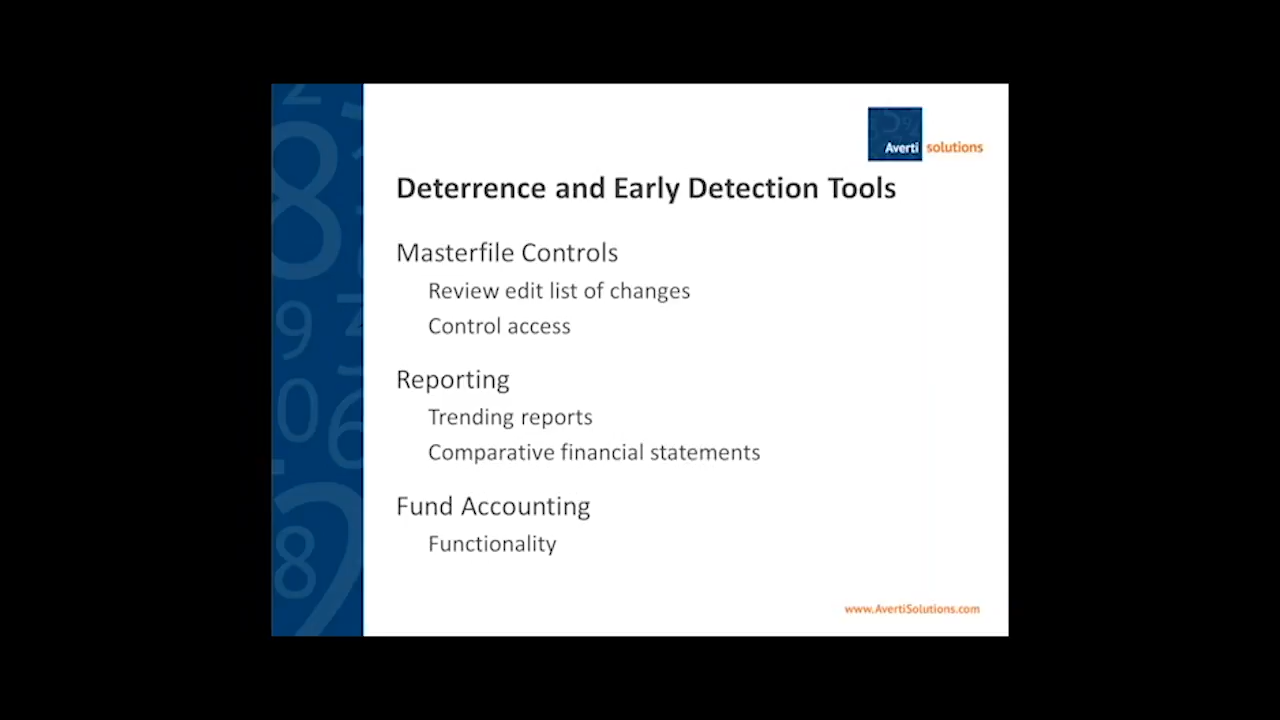 Averti solutions
Deterrence and Early Detection Tools
Masterfile Controls
Review edit list of changes
Control access
Reporting
Trending reports
Comparative financial statements
Fund Accounting
Functionality
www.AvertiSolutions.com